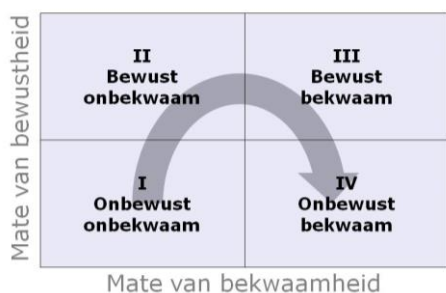 Mate van bewustheid
II
Bewust
onbekwaam
III
Bewust
bekwaam
I
Onbewust
onbekwaam
IV
Onbewust
bekwaam
Mate van bekwaamheid